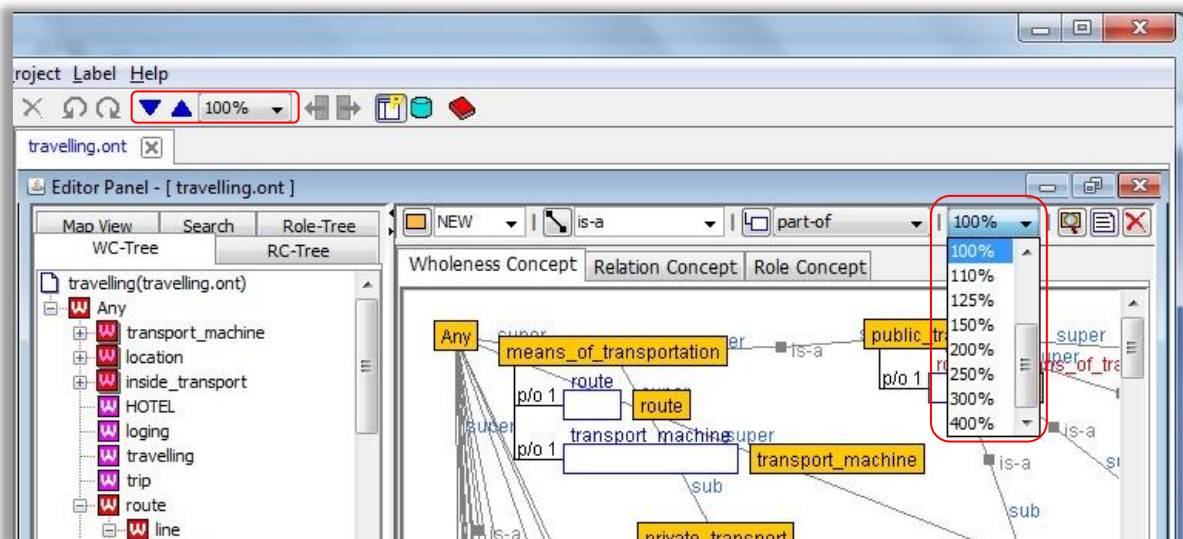 roject Label Help
100%
travelling.ont
Editor Panel - [ travelling.ont ]
Map View Search Role-Tree
WC-Tree RC-Tree
NEW is-a part-of 100%
Wholeness Concept Relation Concept Role Concept
travelling(travelling.ont)
Any
transport_machine
location
inside_transport
HOTEL
loging
travelling
trip
route
line
100%
110%
125%
150%
200%
250%
300%
400%
Any
means_of_transportation
is-a
super
p/o 1
route
route
super
p/o 1
transport_machine
super
transport_machine
sub
private_transport
is-a
public_tr
super
p/o 1
is-a
is-a
sub